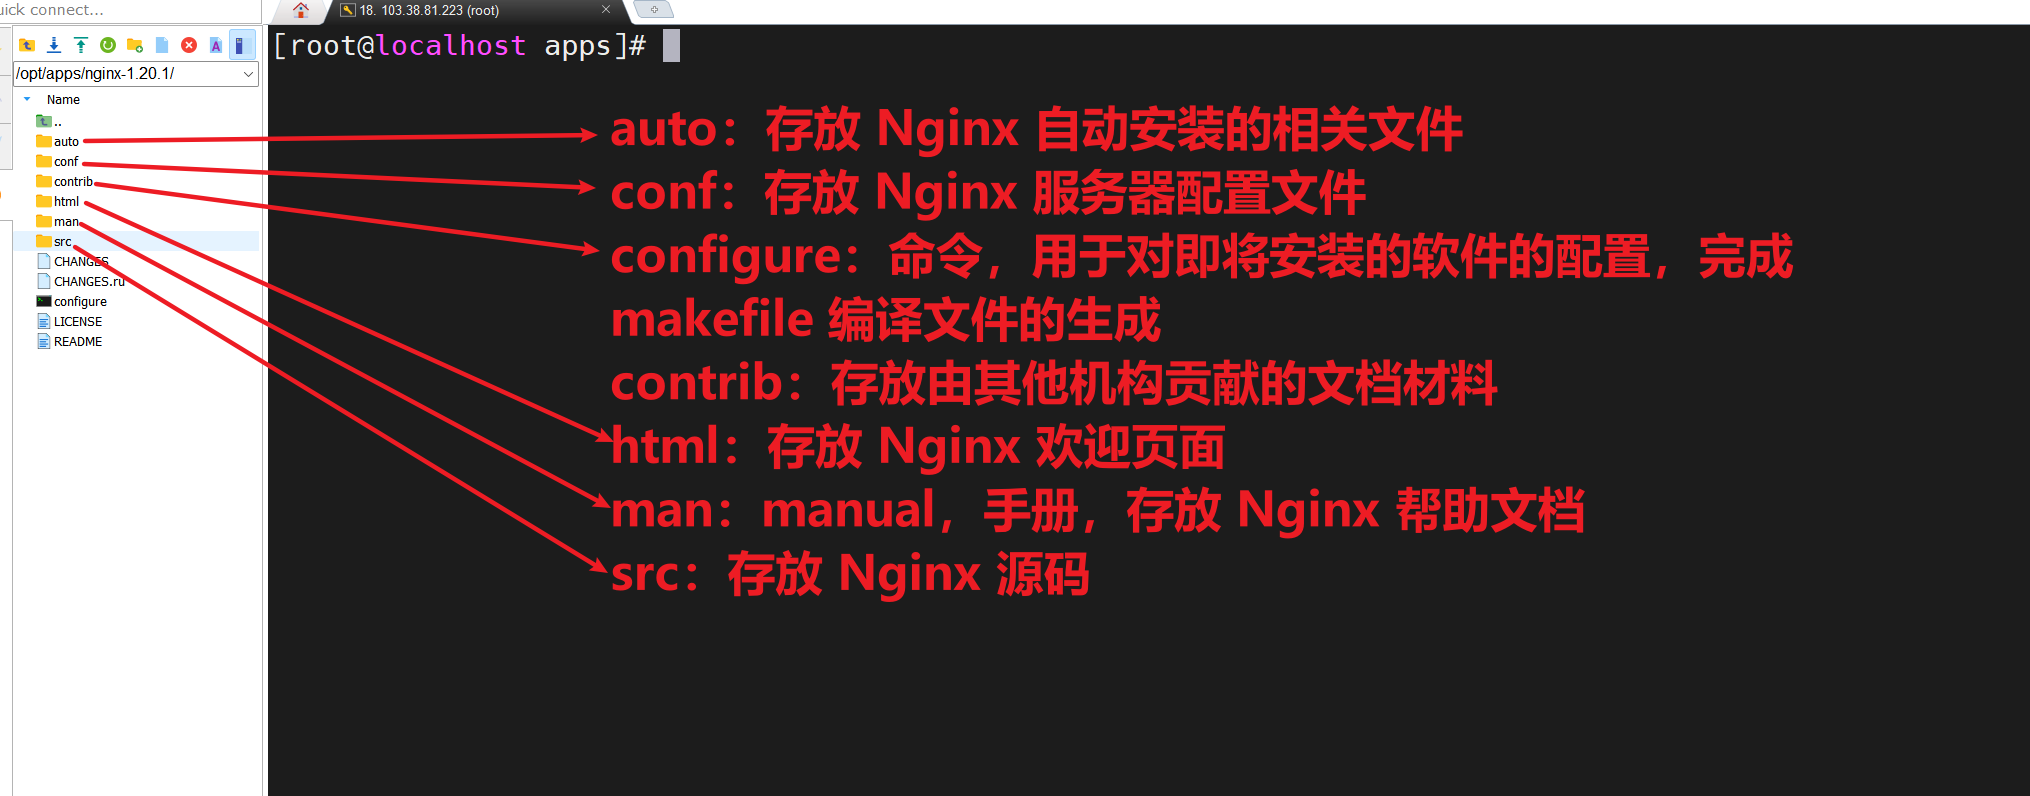 uick connect...
18. 103.38.81.223 (root)
/opt/apps/nginx-1.20.1/
Name
..
auto
conf
contrib
html
man
src
CHANGES
CHANGES.ru
configure
LICENSE
README
[root@localhost apps]#
auto：存放 Nginx 自动安装的相关文件
conf：存放 Nginx 服务器配置文件
configure：命令，用于对即将安装的软件的配置，完成
makefile 编译文件的生成
contrib：存放由其他机构贡献的文档材料
html：存放 Nginx 欢迎页面
man：manual，手册，存放 Nginx 帮助文档
src：存放 Nginx 源码